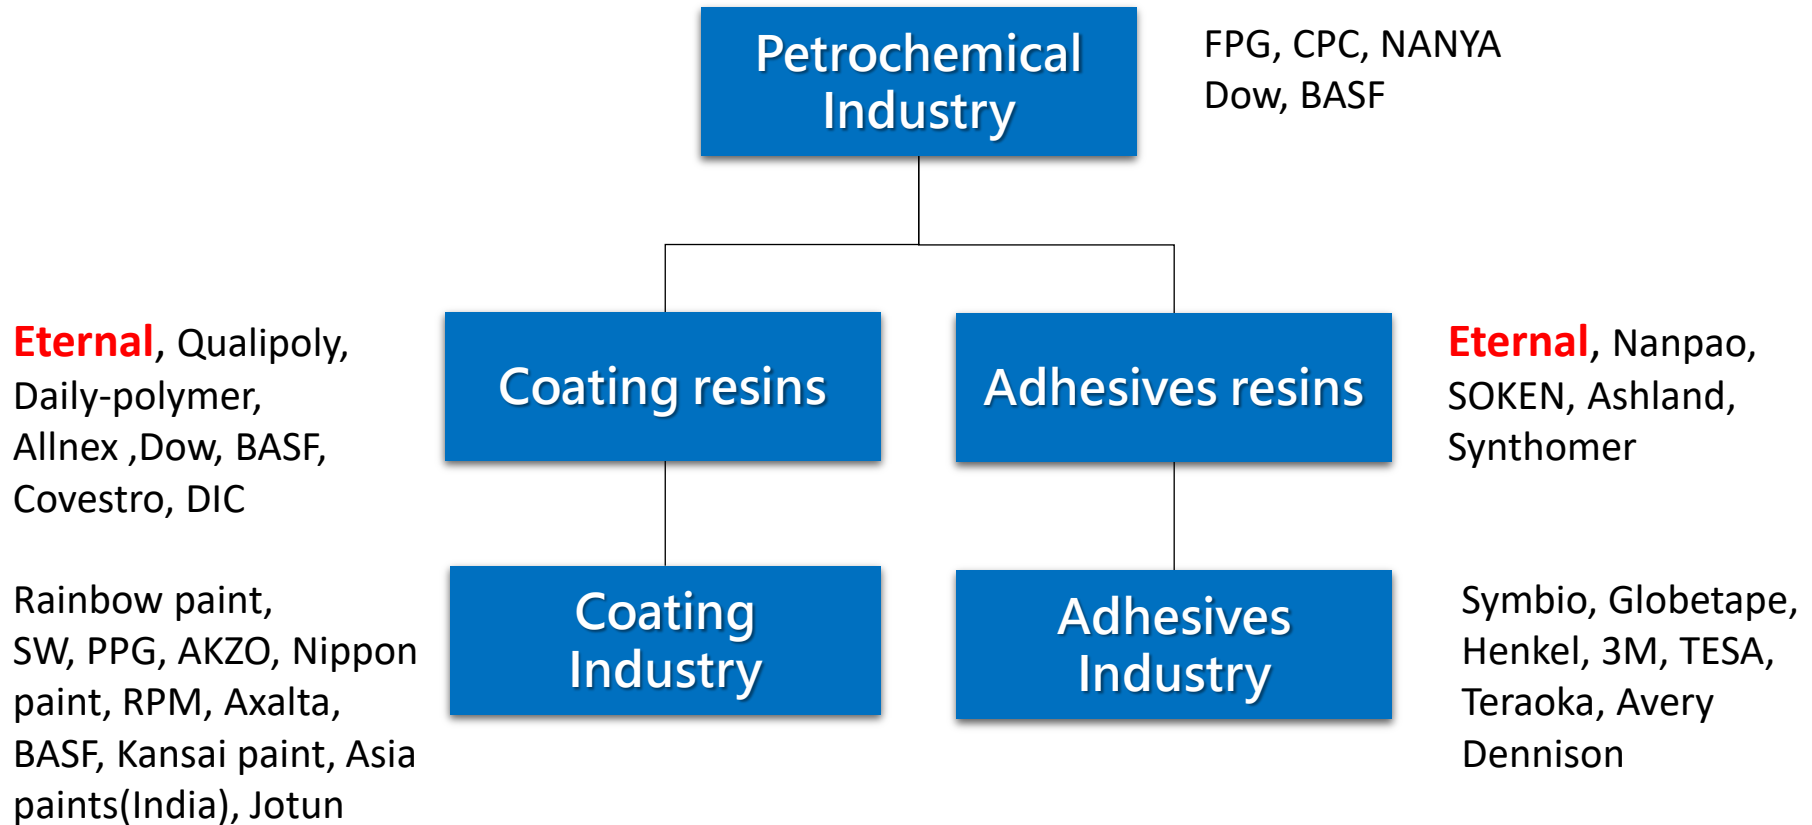 Petrochemical
Industry
FPG, CPC, NANYA
Dow, BASF
Eternal, Qualipoly,
Daily-polymer,
Allnex ,Dow, BASF,
Covestro, DIC
Coating resins
Adhesives resins
Eternal, Nanpao,
SOKEN, Ashland,
Synthomer
Rainbow paint,
SW, PPG, AKZO, Nippon
paint, RPM, Axalta,
BASF, Kansai paint, Asia
paints(India), Jotun
Coating
Industry
Adhesives
Industry
Symbio, Globetape,
Henkel, 3M, TESA,
Teraoka, Avery
Dennison